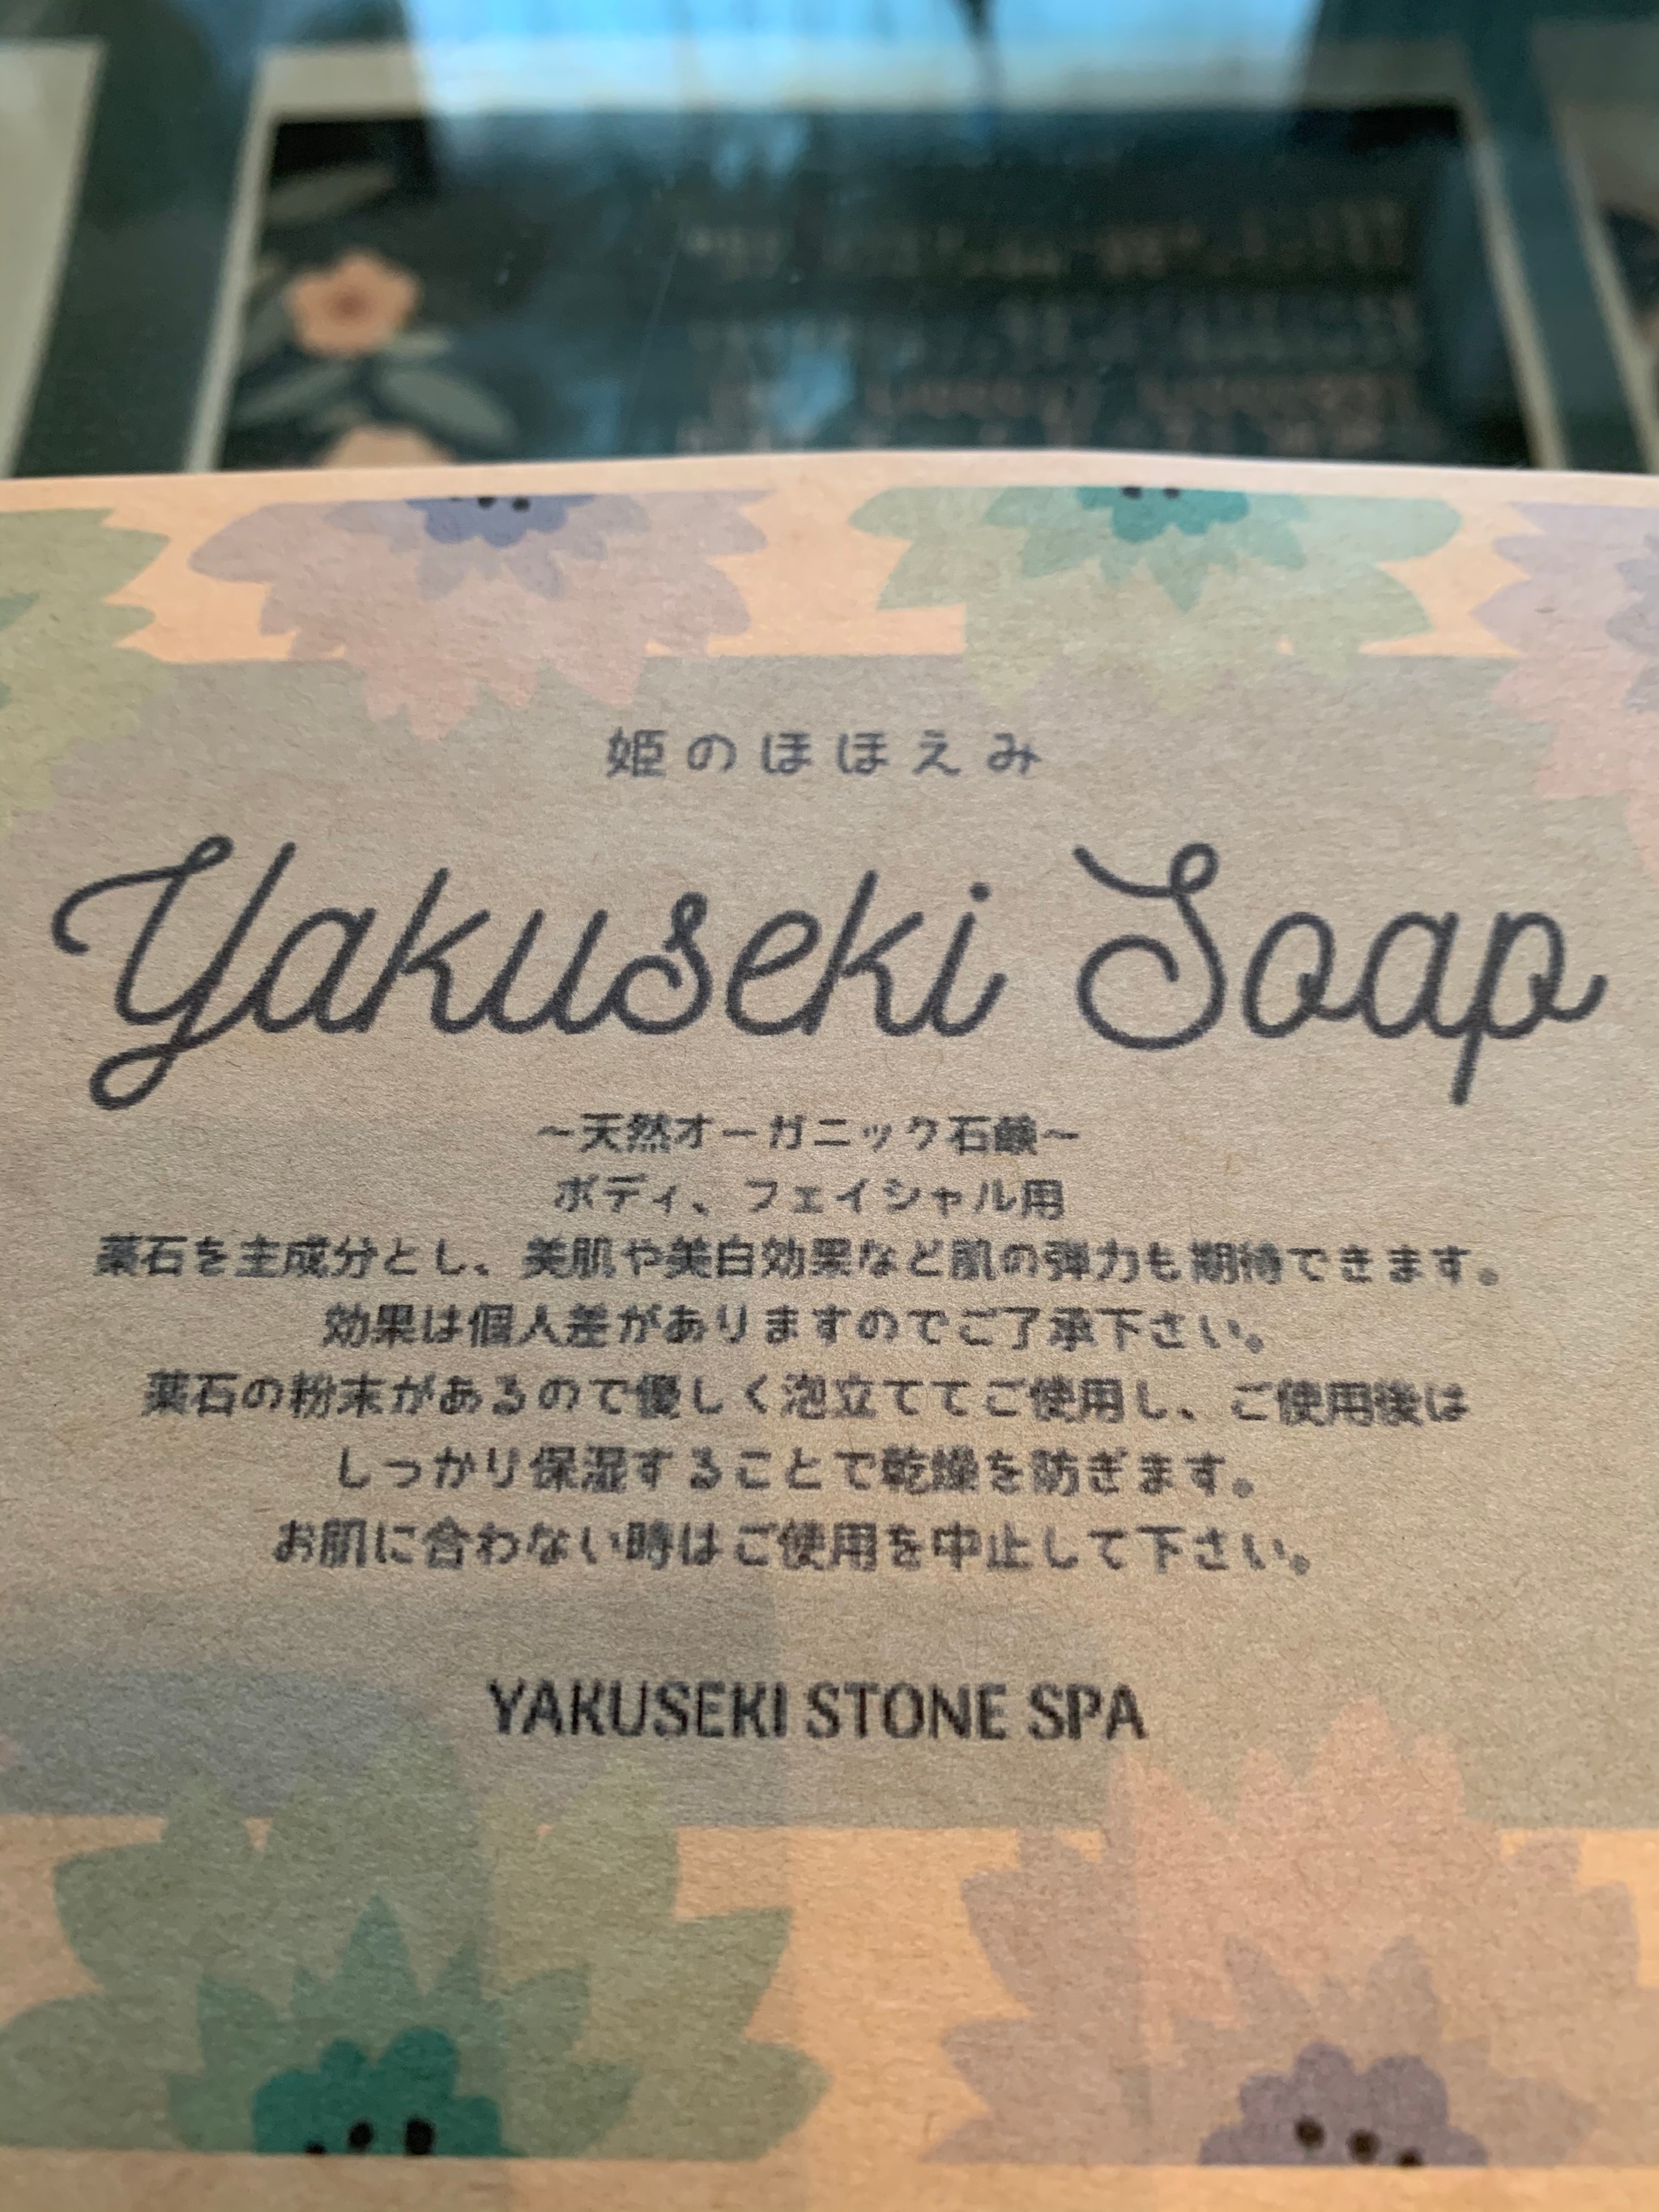 姫のほほえみ
Yakuseki Soap
～天然オーガニック石鹸～
ボディ、フェイシャル用
薬石を主成分とし、美肌や美白効果など肌の弾力も期待できます。
効果は個人差がありますのでご了承下さい。
薬石の粉末があるので優しく泡立ててご使用し、ご使用後は
しっかり保湿することで乾燥を防ぎます。
お肌に合わない時はご使用を中止して下さい。
YAKUSEKI STONE SPA